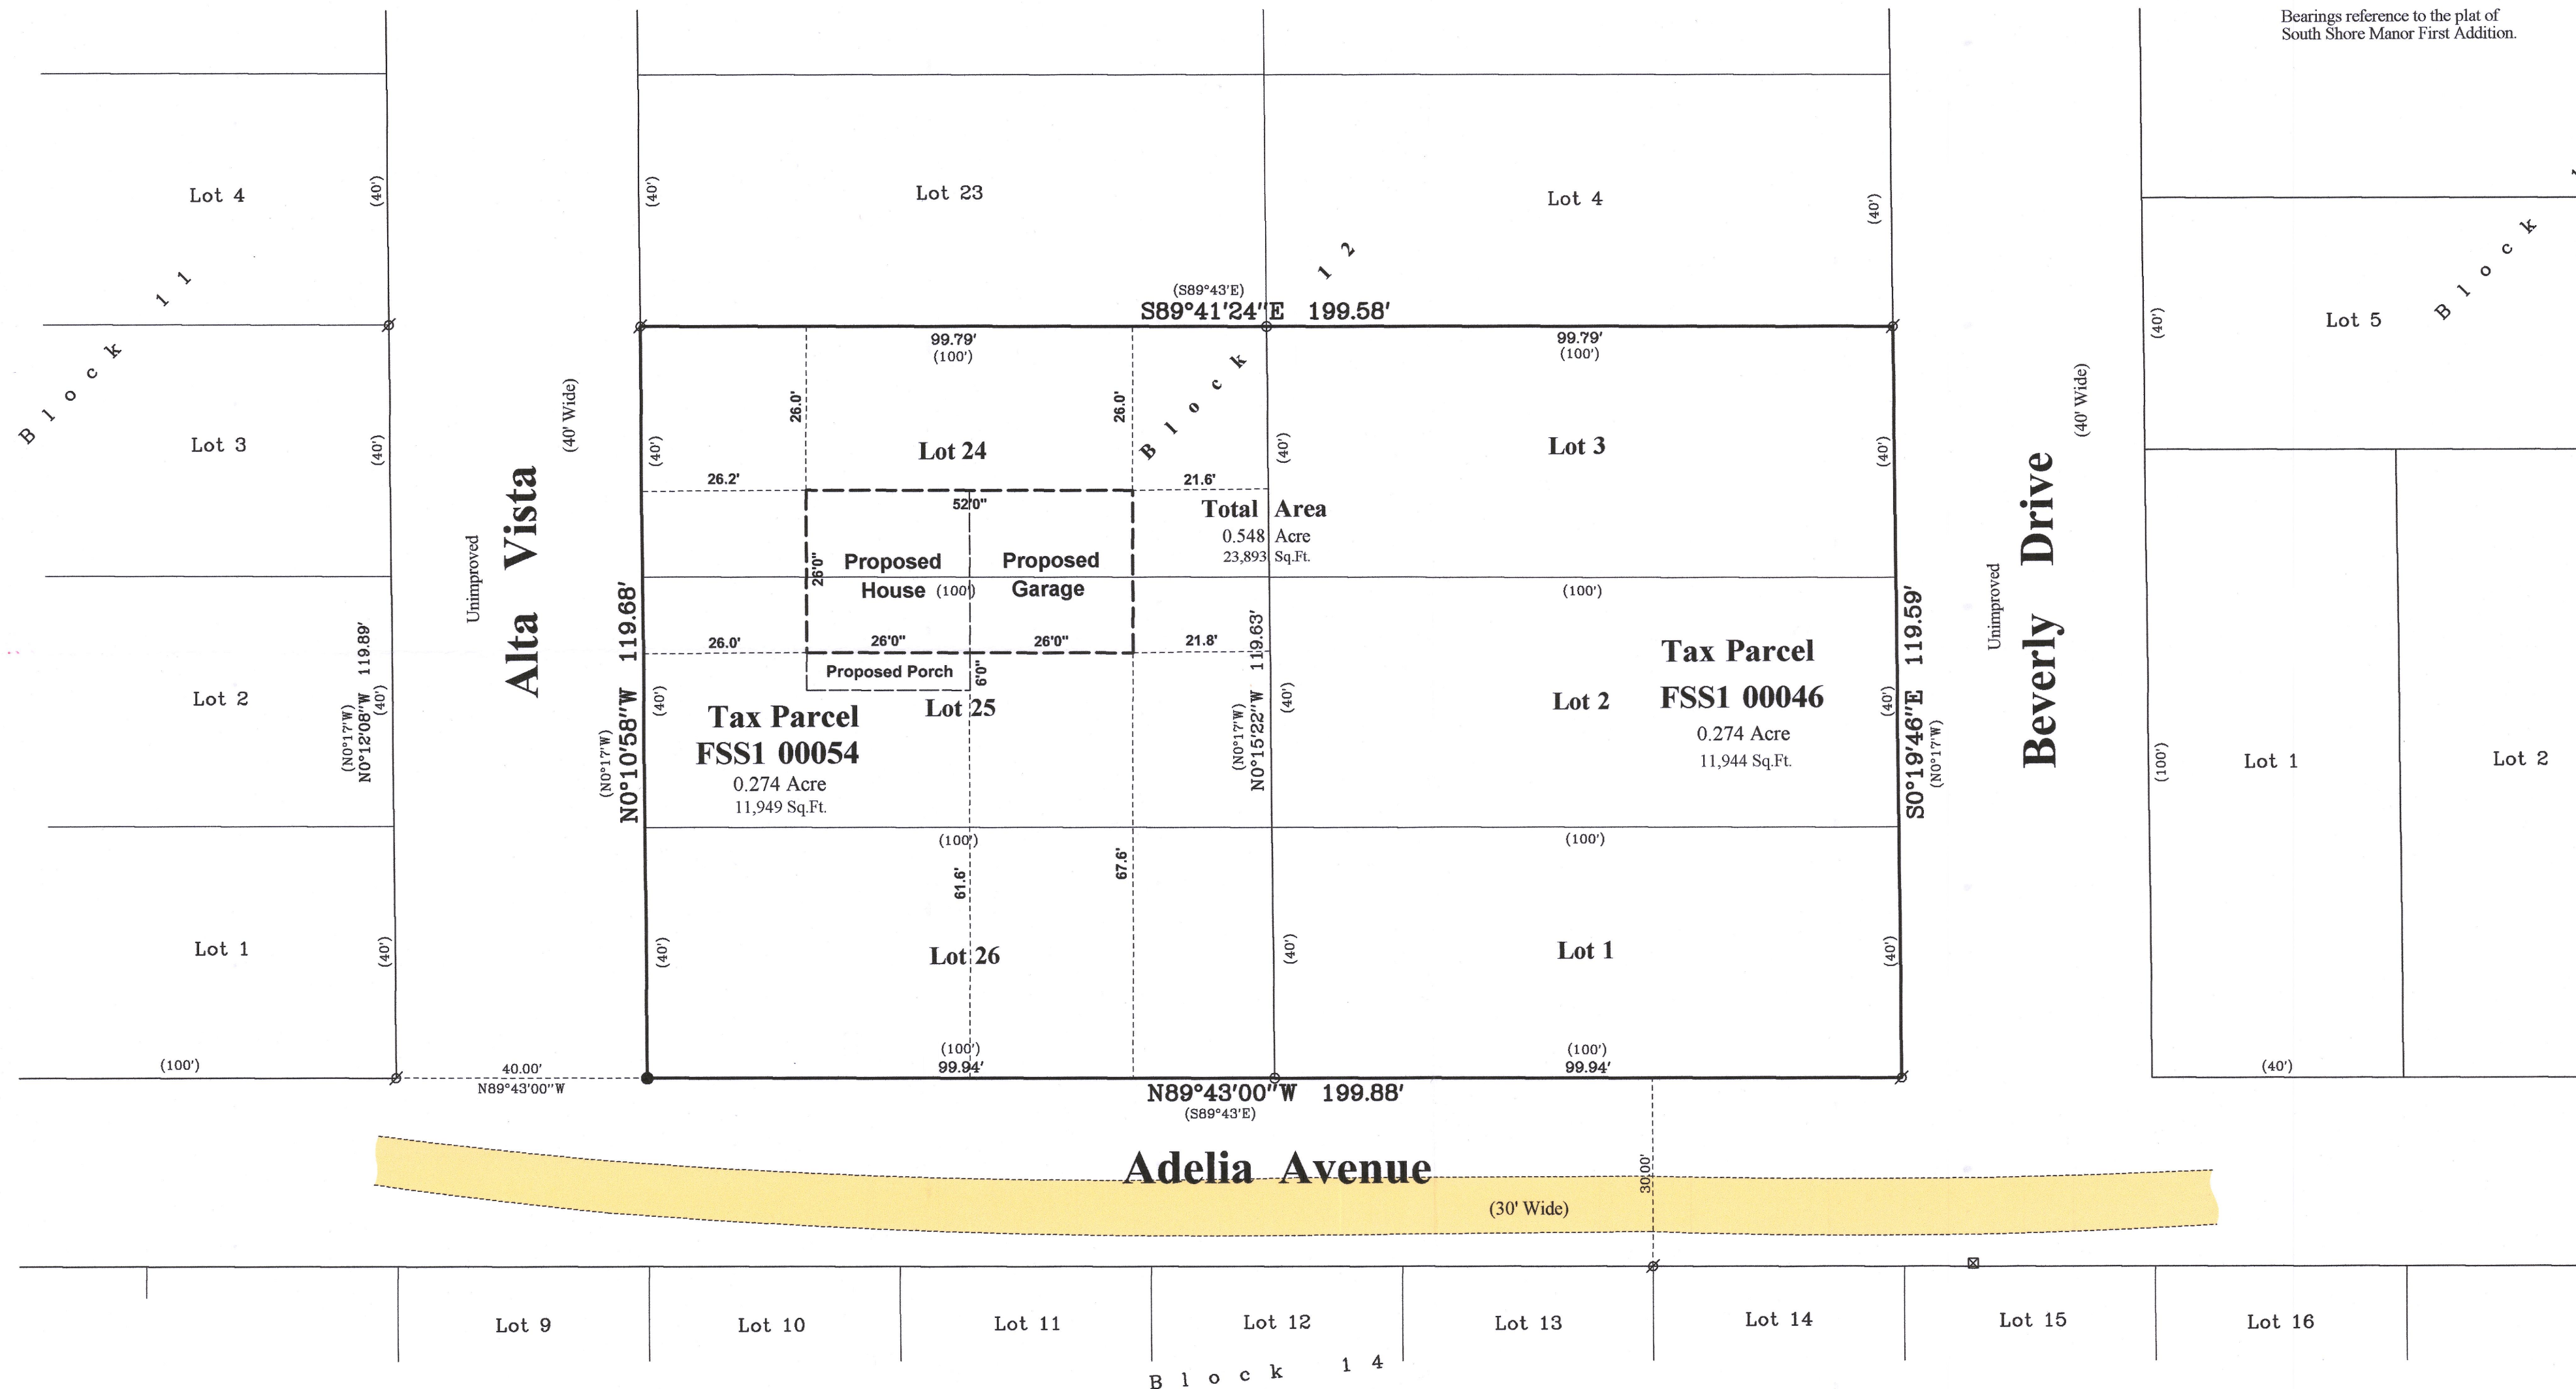 Bearings reference to the plat of
South Shore Manor First Addition.
Lot 4
(40')
(40')
Lot 23
Lot 4
(40')
Block 11
Block 12
Lot 5
(40')
Block
(S89°43'E)
S89°41'24"E 199.58'
99.79'
(100')
99.79'
(100')
Lot 3
(40')
(40' Wide)
(40')
26.0'
26.0'
Lot 24
(40')
Lot 3
(40')
(40' Wide)
26.2'
52'0"
21.6'
Total Area
0.548 Acre
23,893 Sq.Ft.
Alta Vista
Unimproved
26'0"
Proposed
House
(100')
Proposed
Garage
(100')
Unimproved
Beverly Drive
26.0'
26'0"
26'0"
21.8'
Proposed Porch
6'0"
Lot 2
(40')
N0°12'08"W 119.89'
(N0°17'W)
N0°10'58"W 119.68'
(N0°17'W)
(40')
Lot 25
Tax Parcel
FSS1 00054
0.274 Acre
11,949 Sq.Ft.
N0°15'22"W 119.63'
(N0°17'W)
(40')
Lot 2
Tax Parcel
FSS1 00046
0.274 Acre
11,944 Sq.Ft.
(40')
S0°19'46"E 119.59'
(N0°17'W)
(100')
Lot 1
Lot 2
(100')
(100')
61.6'
67.6'
Lot 1
(40')
(40')
Lot 26
(40')
Lot 1
(40')
(100')
40.00'
N89°43'00"W
(100')
99.94'
(100')
99.94'
(40')
N89°43'00"W 199.88'
(S89°43'E)
Adelia Avenue
(30' Wide)
30.00'
Lot 9
Lot 10
Lot 11
Lot 12
Lot 13
Lot 14
Lot 15
Lot 16
Block 14